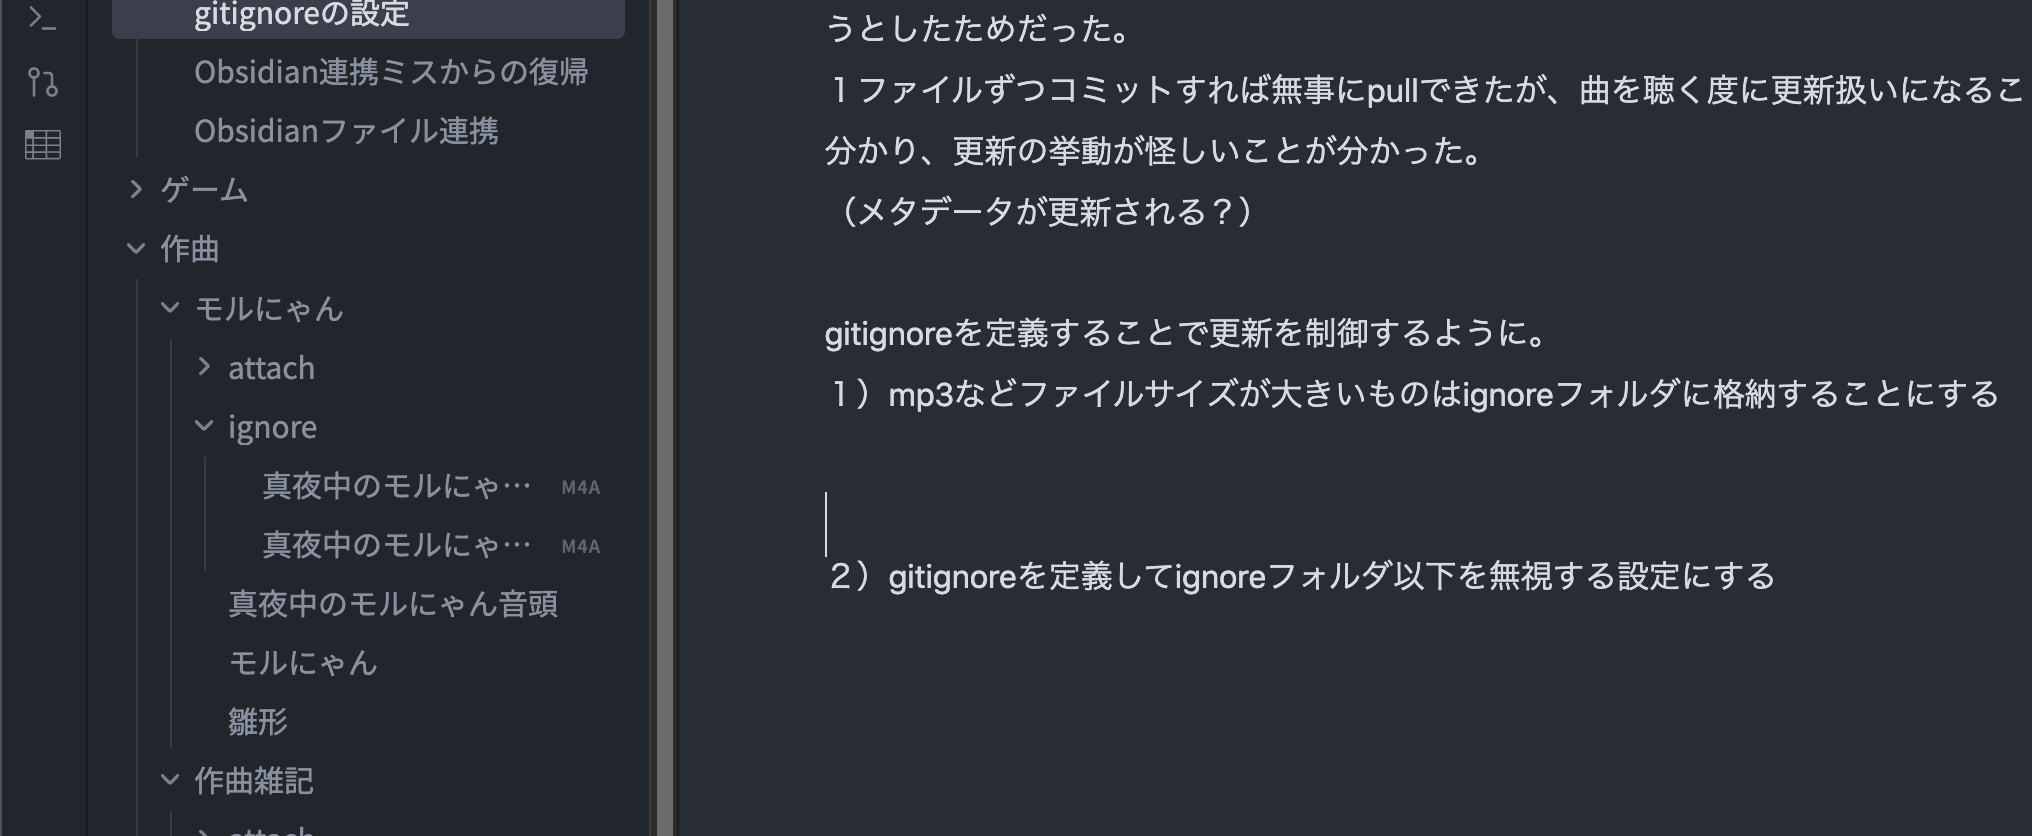 gitignoreの設定
Obsidian連携ミスからの復帰
Obsidianファイル連携
ゲーム
作曲
モルにゃん
attach
ignore
真夜中のモルにゃ… M4A
真夜中のモルにゃ… M4A
真夜中のモルにゃん音頭
モルにゃん
雛形
作曲雑記
attach
うとしたためだった。
１ファイルずつコミットすれば無事にpullできたが、曲を聴く度に更新扱いになるこ
分かり、更新の挙動が怪しいことが分かった。
（メタデータが更新される？）
gitignoreを定義することで更新を制御するように。
１）mp3などファイルサイズが大きいものはignoreフォルダに格納することにする
２）gitignoreを定義してignoreフォルダ以下を無視する設定にする